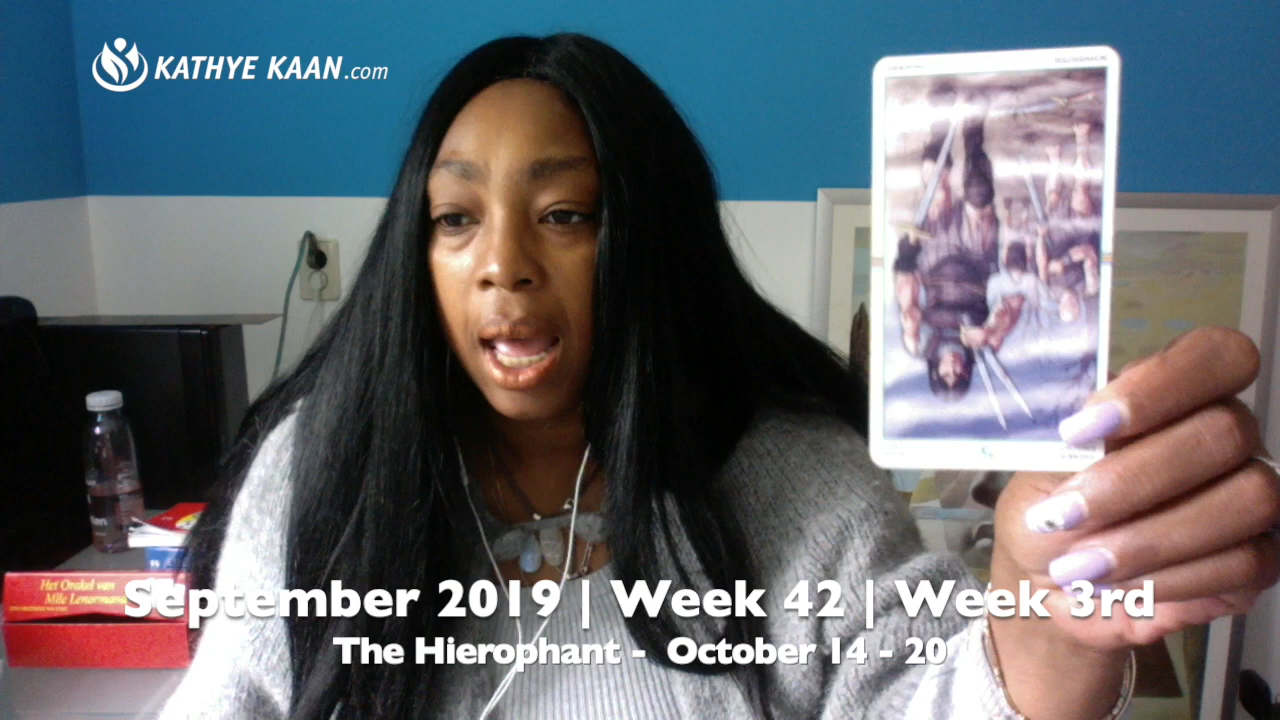 KATHYE KAAN.com
Het Orakel van
Mlle Lenormand
September 2019 | Week 42 | Week 3rd
The Hierophant - October 14 - 20